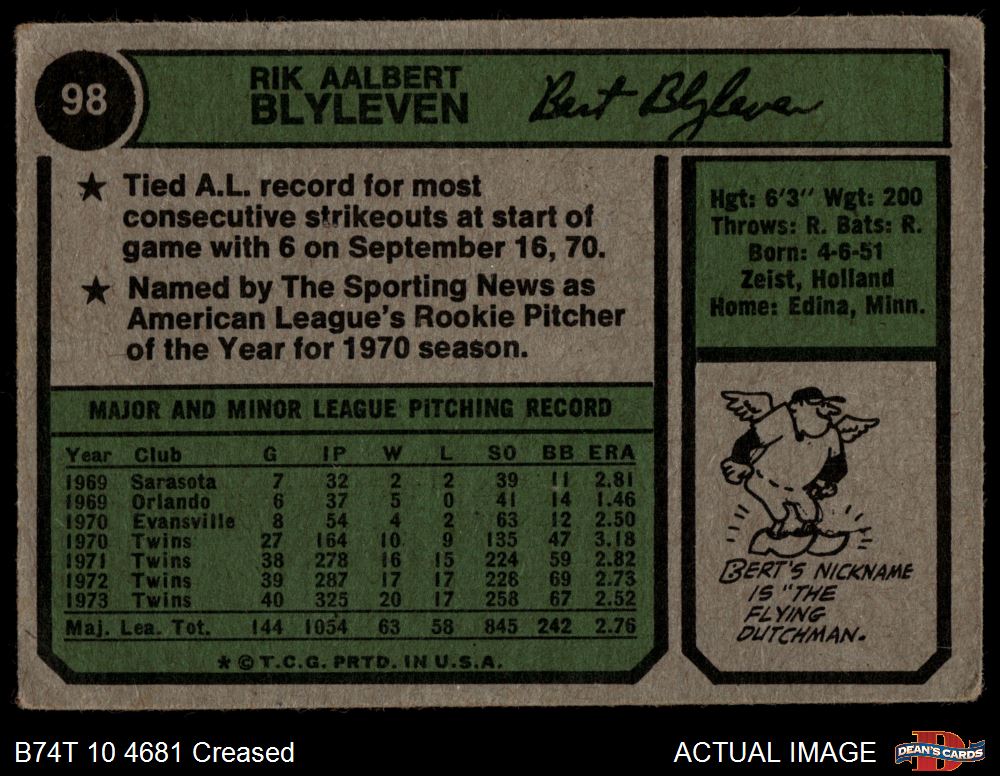 98
RIK AALBERT
BLYLEVEN
Bert Blyleven
★ Tied A.L. record for most
consecutive strikeouts at start of
game with 6 on September 16, 70.
★ Named by The Sporting News as
American League's Rookie Pitcher
of the Year for 1970 season.
Hgt: 6'3" Wgt: 200
Throws: R. Bats: R.
Born: 4-6-51
Zeist, Holland
Home: Edina, Minn.
MAJOR AND MINOR LEAGUE PITCHING RECORD
Year Club G IP W L SO BB ERA
1969 Sarasota 7 32 2 2 39 11 2.81
1969 Orlando 6 37 5 0 41 14 1.46
1970 Evansville 8 54 4 2 63 12 2.50
1970 Twins 27 164 10 9 135 47 3.18
1971 Twins 38 278 16 15 224 59 2.82
1972 Twins 39 287 17 17 228 69 2.73
1973 Twins 40 325 20 17 258 67 2.52
Maj. Lea. Tot. 144 1054 63 58 845 242 2.76
* © T.C.G. PRTD. IN U.S.A.
BERT'S NICKNAME
IS "THE
FLYING
DUTCHMAN.
B74T 10 4681 Creased
ACTUAL IMAGE
D
DEAN'S CARDS